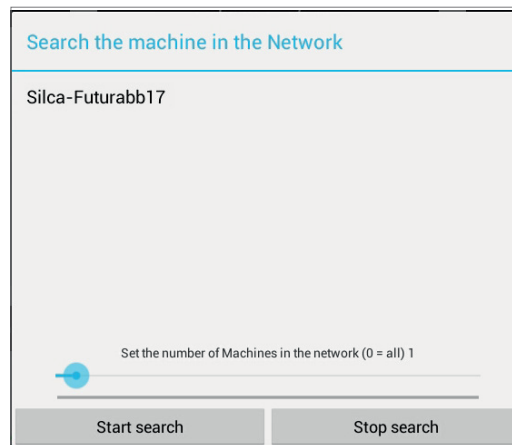 Search the machine in the Network
Silca-Futurabb17
Set the number of Machines in the network (0 = all) 1
Start search
Stop search